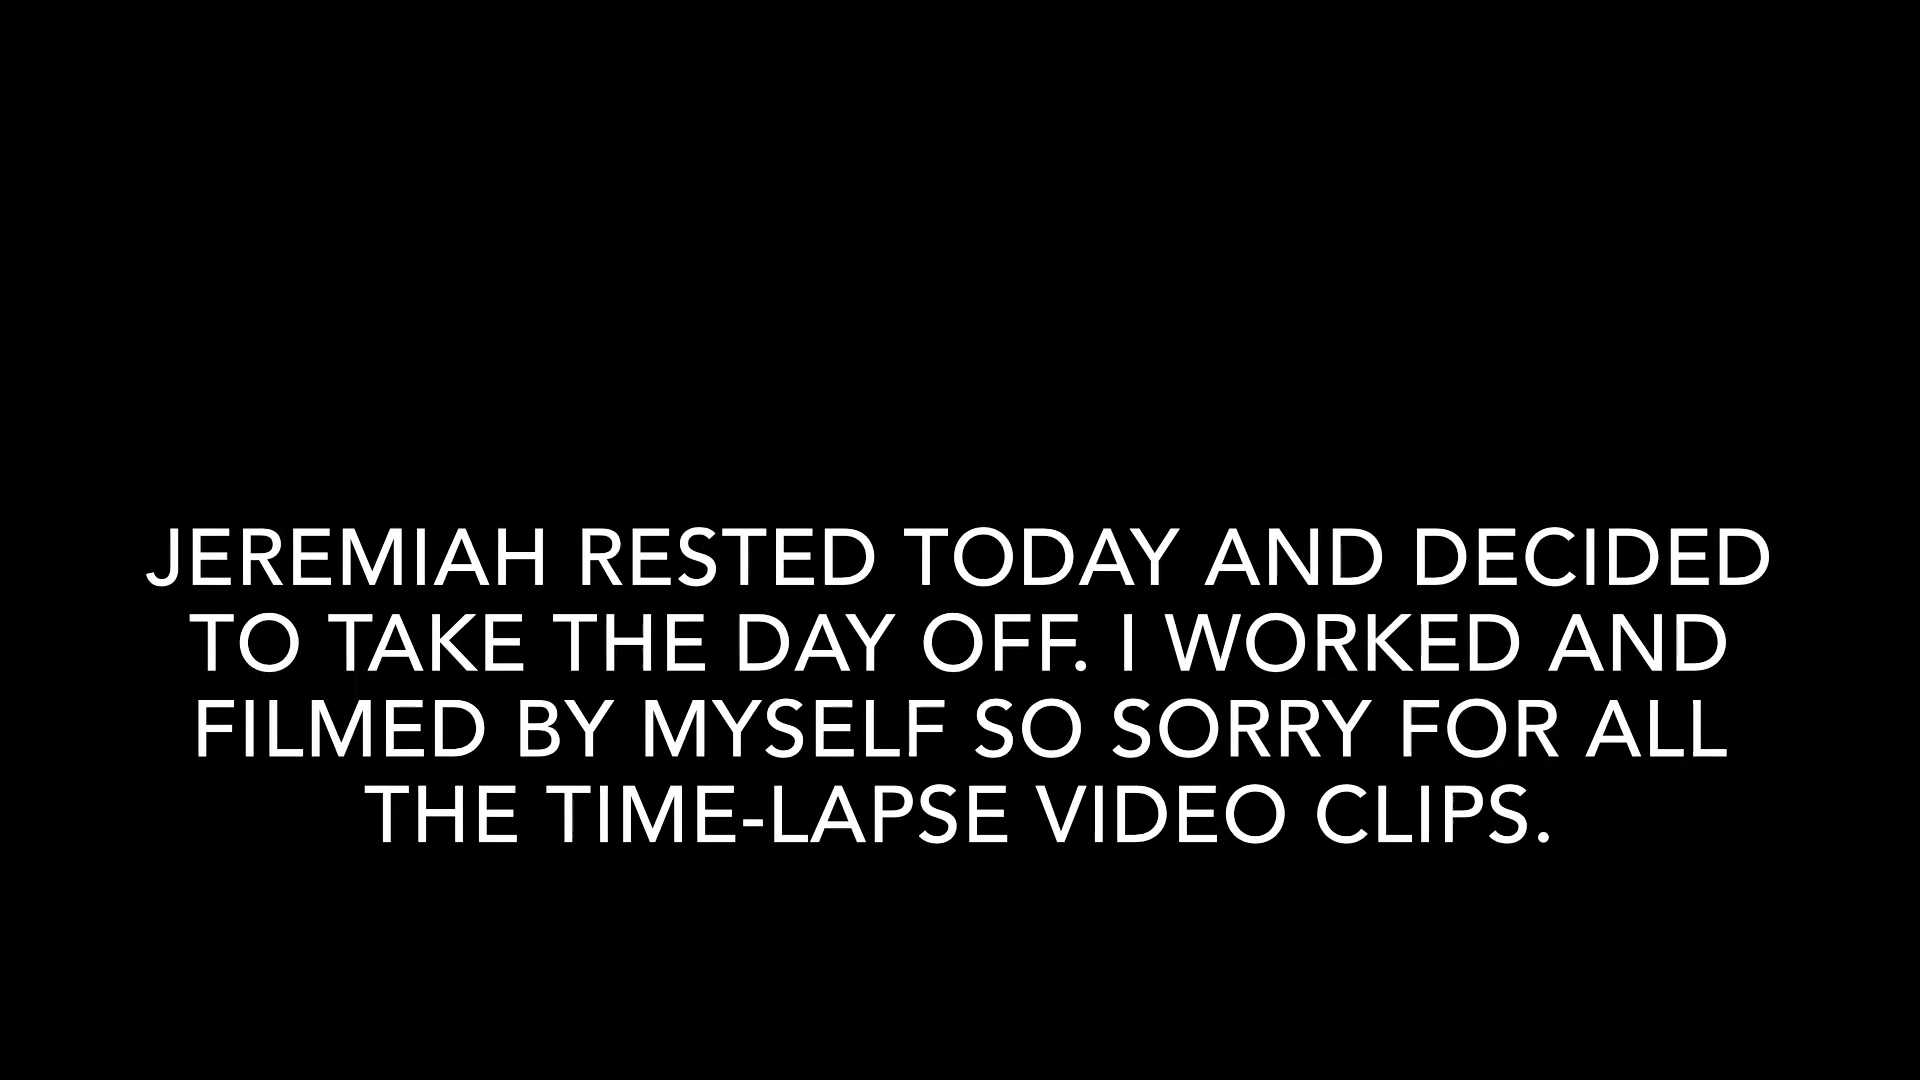 JEREMIAH RESTED TODAY AND DECIDED
TO TAKE THE DAY OFF. I WORKED AND
FILMED BY MYSELF SO SORRY FOR ALL
THE TIME-LAPSE VIDEO CLIPS.